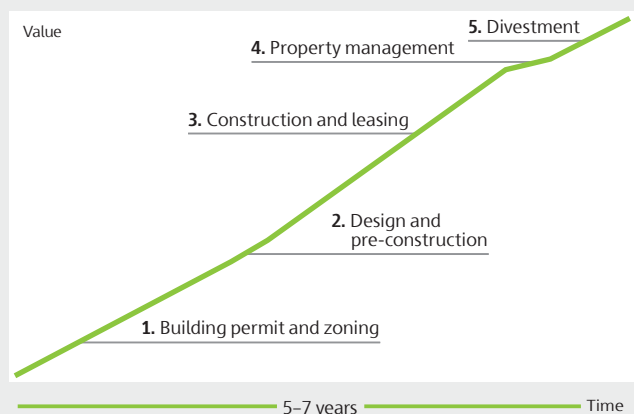 Value
5. Divestment
4. Property management
3. Construction and leasing
2. Design and
pre-construction
1. Building permit and zoning
5–7 years
Time